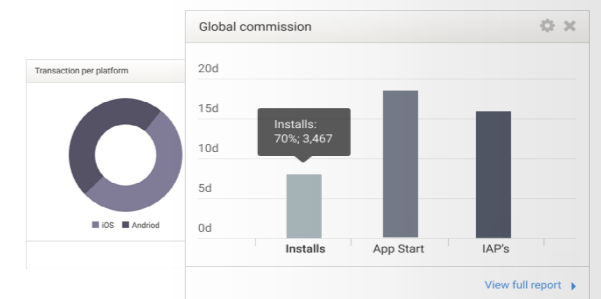 Global commission
Transaction per platform
20d
15d
10d
5d
0d
Installs:
70%; 3,467
Installs
App Start
IAP's
iOS
Andriod
View full report